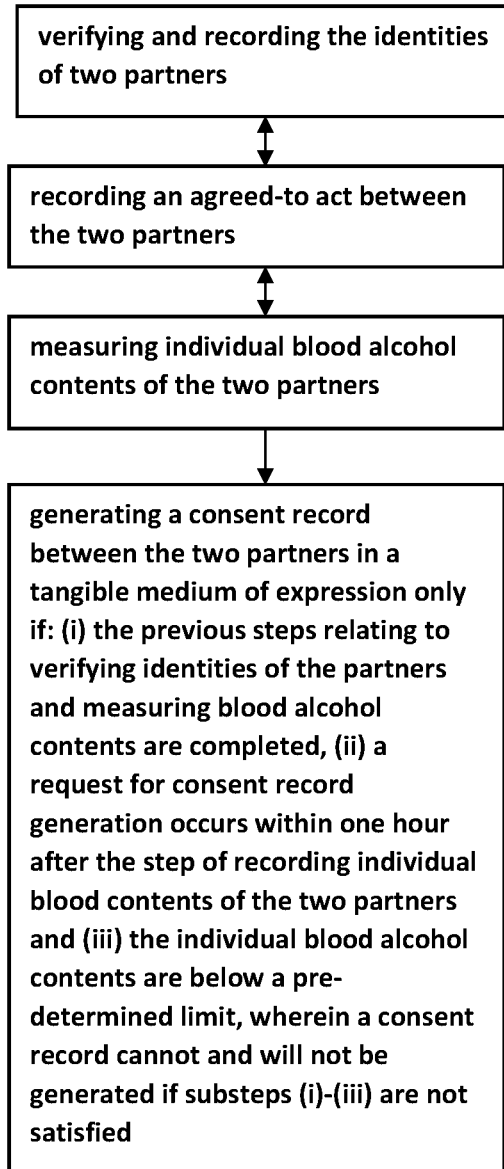 verifying and recording the identities
of two partners
recording an agreed-to act between
the two partners
measuring individual blood alcohol
contents of the two partners
generating a consent record
between the two partners in a
tangible medium of expression only
if: (i) the previous steps relating to
verifying identities of the partners
and measuring blood alcohol
contents are completed, (ii) a
request for consent record
generation occurs within one hour
after the step of recording individual
blood contents of the two partners
and (iii) the individual blood alcohol
contents are below a pre-
determined limit, wherein a consent
record cannot and will not be
generated if substeps (i)-(iii) are not
satisfied